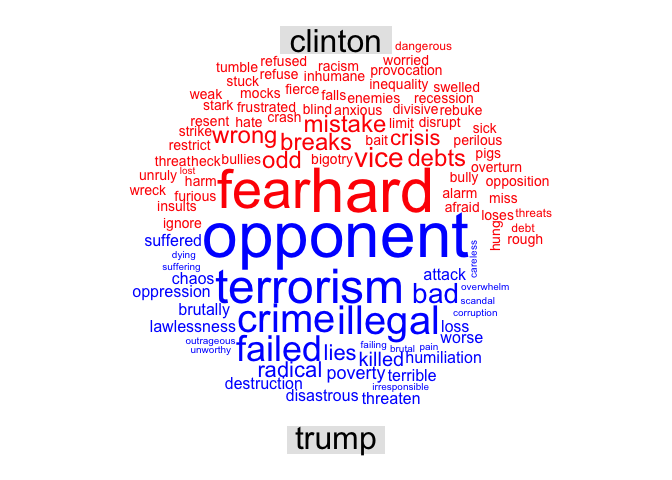 clinton
dangerous
refused worried
tumble racism provocation
stuck refuse inhumane inequality
weak mocks fierce falls enemies recession swelled
stark frustrated blind anxious divisive rebuke
resent hate crash mistake limit disrupt
strike wrong breaks bait crisis sick
restrict perilous
threat heck bullies odd bigotry vice debts pigs
unruly lost bully overturn
wreck harm fear hard alarm opposition
furious miss
insults afraid
ignore loses threats
suffered opponent hung debt
rough
dying
suffering careless
chaos terrorism attack
oppression bad overwhelm
scandal
brutally crime illegal corruption
lawlessness loss
outrageous failed worse
unworthy lies failing brutal pain
killed humiliation
radical poverty terrible
destruction irresponsible
disastrous threaten
trump